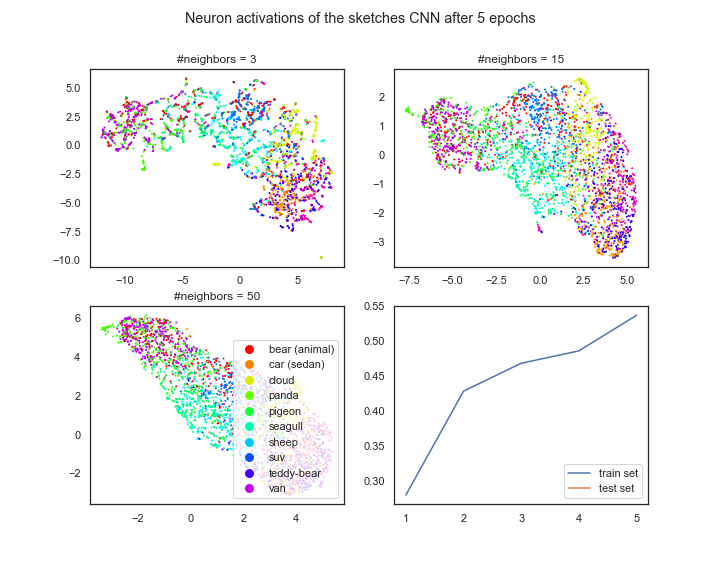 Neuron activations of the sketches CNN after 5 epochs
#neighbors = 3
5.0
2.5
0.0
−2.5
−5.0
−7.5
−10.0
−10
−5
0
5
#neighbors = 15
2
1
0
−1
−2
−3
−7.5
−5.0
−2.5
0.0
2.5
5.0
#neighbors = 50
6
4
2
0
−2
−2
0
2
4
bear (animal)
car (sedan)
cloud
panda
pigeon
seagull
sheep
suv
teddy-bear
van
0.55
0.50
0.45
0.40
0.35
0.30
1
2
3
4
5
train set
test set